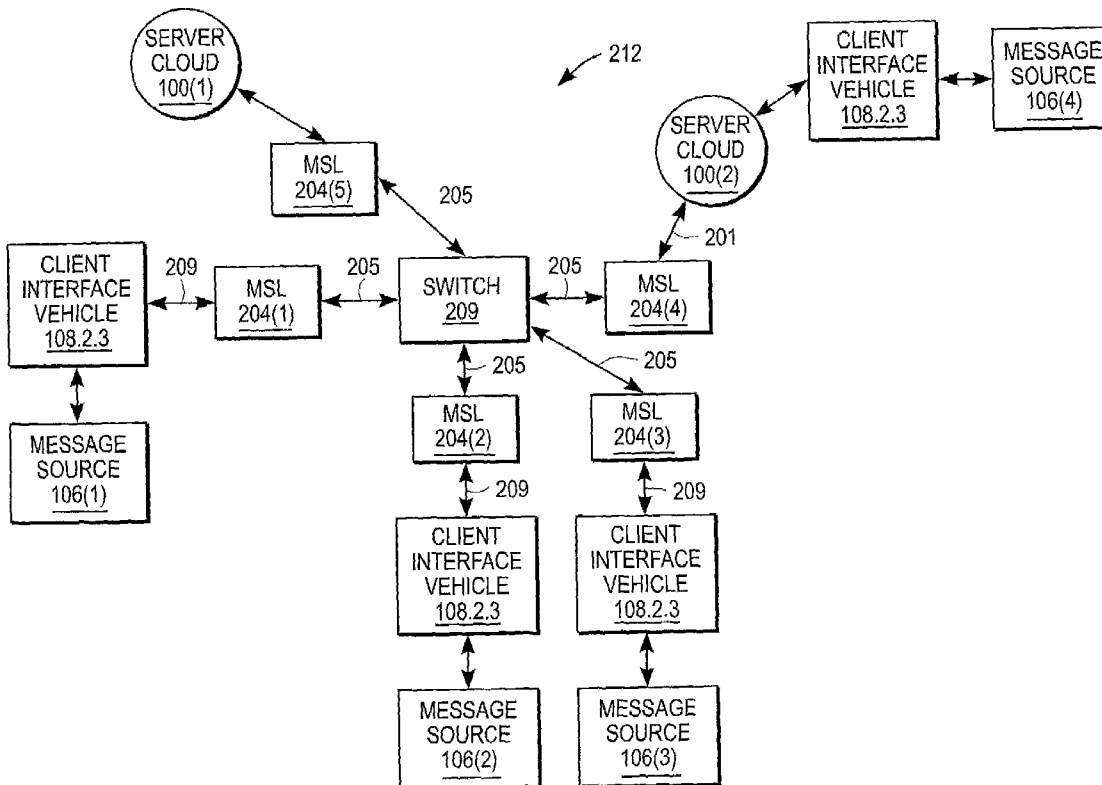 SERVER
CLOUD
100(1)
212
CLIENT
INTERFACE
VEHICLE
108.2.3
MESSAGE
SOURCE
106(4)
SERVER
CLOUD
100(2)
MSL
204(5)
205
201
CLIENT
INTERFACE
VEHICLE
108.2.3
209
MSL
204(1)
205
SWITCH
209
205
MSL
204(4)
205
205
MSL
204(2)
MSL
204(3)
MESSAGE
SOURCE
106(1)
209
209
CLIENT
INTERFACE
VEHICLE
108.2.3
CLIENT
INTERFACE
VEHICLE
108.2.3
MESSAGE
SOURCE
106(2)
MESSAGE
SOURCE
106(3)